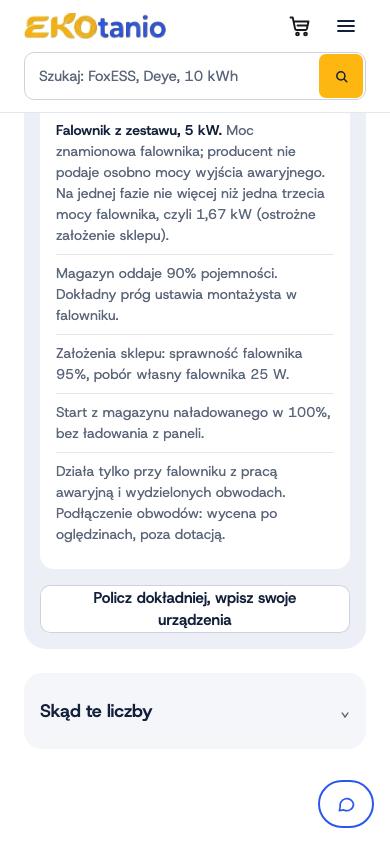 EKOtanio
Szukaj: FoxESS, Deye, 10 kWh
Falownik z zestawu, 5 kW. Moc
znamionowa falownika; producent nie
podaje osobno mocy wyjścia awaryjnego.
Na jednej fazie nie więcej niż jedna trzecia
mocy falownika, czyli 1,67 kW (ostrożne
założenie sklepu).
Magazyn oddaje 90% pojemności.
Dokładny próg ustawia montażysta w
falowniku.
Założenia sklepu: sprawność falownika
95%, pobór własny falownika 25 W.
Start z magazynu naładowanego w 100%,
bez ładowania z paneli.
Działa tylko przy falowniku z pracą
awaryjną i wydzielonych obwodach.
Podłączenie obwodów: wycena po
oględzinach, poza dotacją.
Policz dokładniej, wpisz swoje
urządzenia
Skąd te liczby